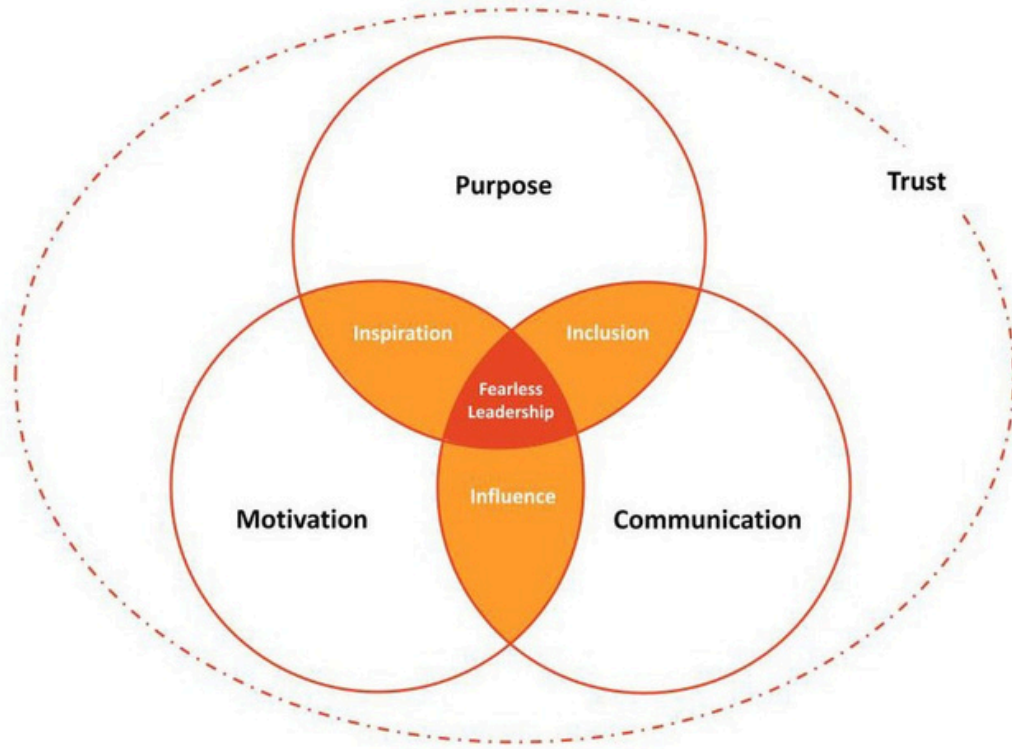 Purpose
Trust
Inspiration
Inclusion
Fearless
Leadership
Influence
Motivation
Communication